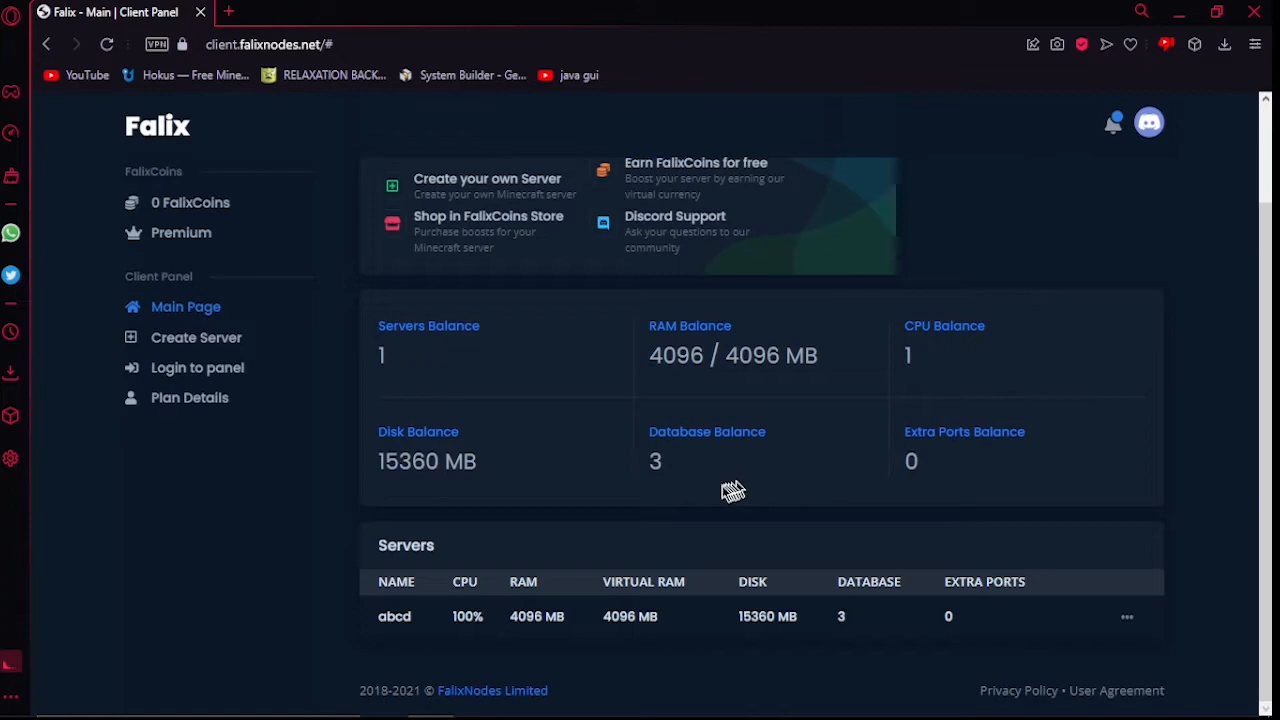 Falix - Main | Client Panel
VPN
client.falixnodes.net/#
YouTube
Hokus — Free Mine...
RELAXATION BACK...
System Builder - Ge...
java gui
Falix
FalixCoins
0 FalixCoins
Premium
Client Panel
Main Page
Create Server
Login to panel
Plan Details
Create your own Server
Create your own Minecraft server
Earn FalixCoins for free
Boost your server by earning our
virtual currency
Shop in FalixCoins Store
Purchase boosts for your
Minecraft server
Discord Support
Ask your questions to our
community
Servers Balance
1
RAM Balance
4096 / 4096 MB
CPU Balance
1
Disk Balance
15360 MB
Database Balance
3
Extra Ports Balance
0
Servers
NAME CPU RAM VIRTUAL RAM DISK DATABASE EXTRA PORTS
abcd 100% 4096 MB 4096 MB 15360 MB 3 0
2018-2021 © FalixNodes Limited
Privacy Policy • User Agreement